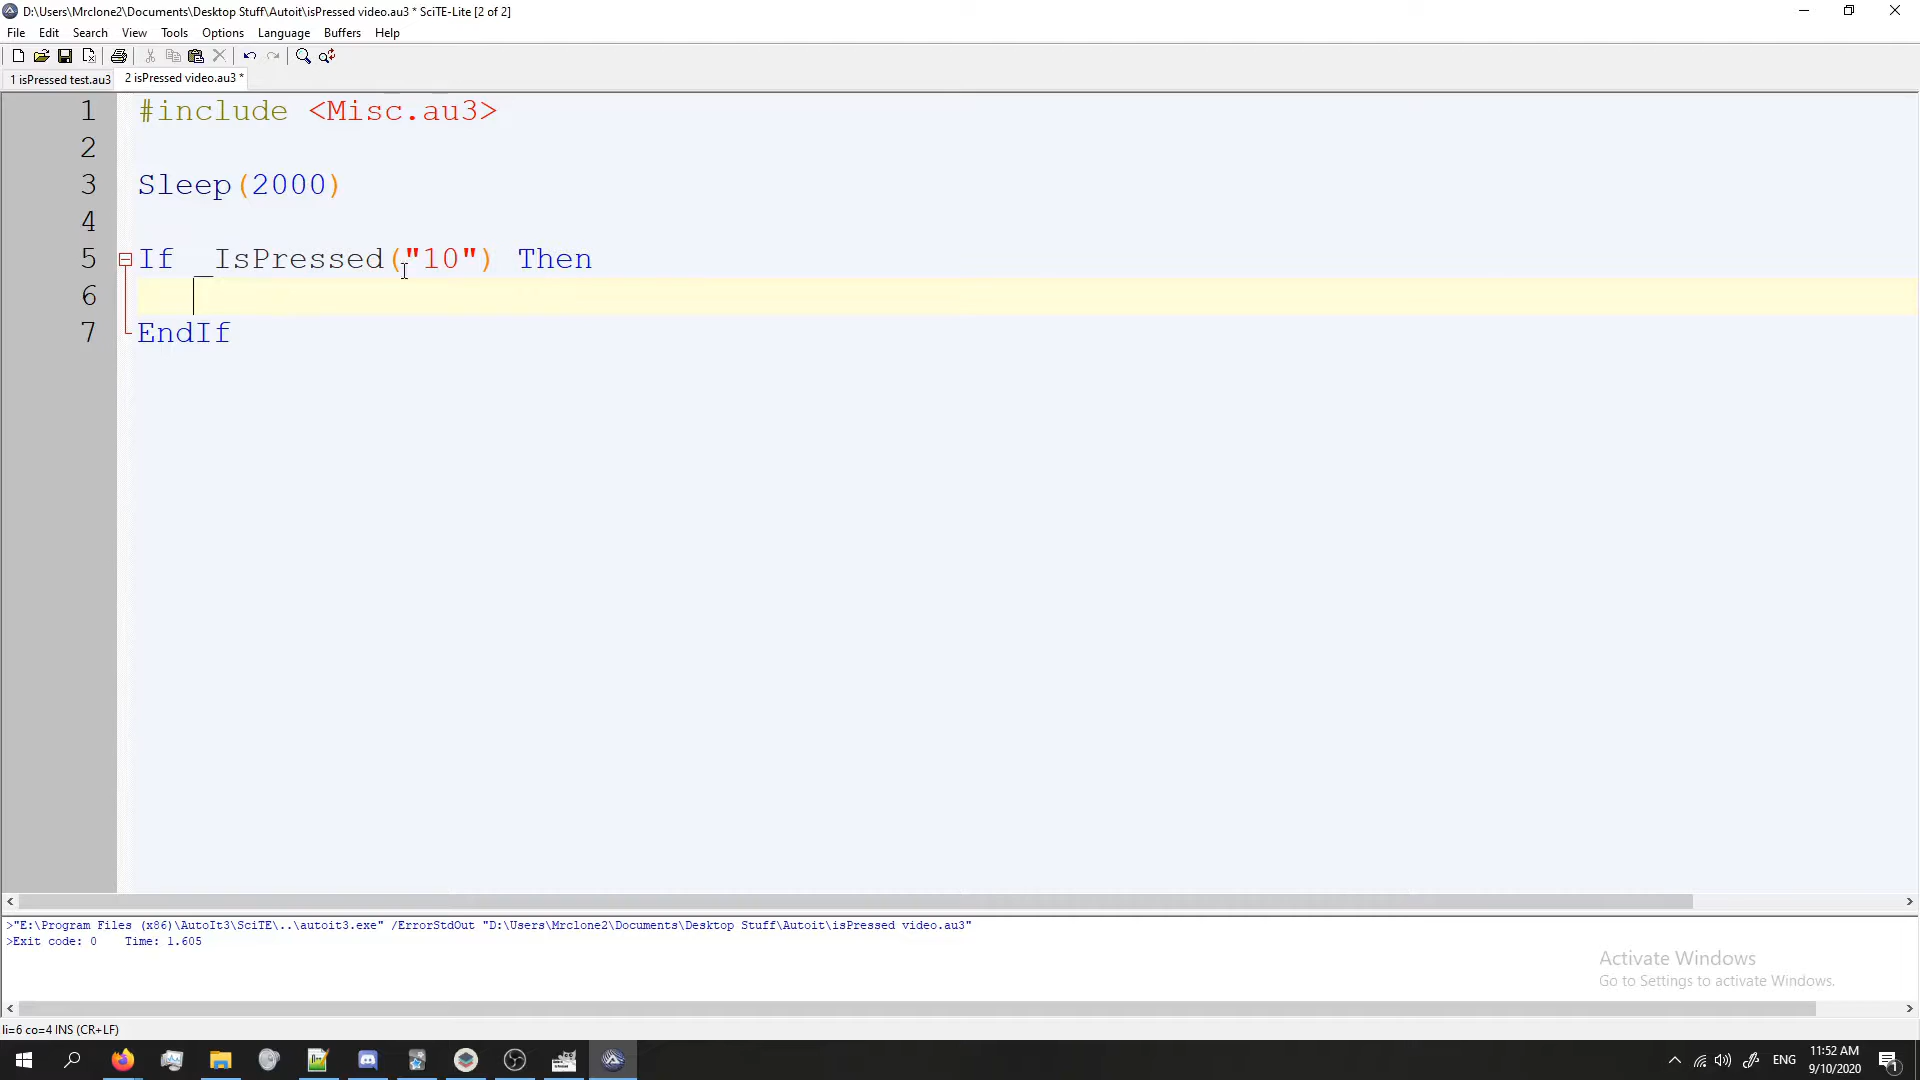 D:\Users\Mrclone2\Documents\Desktop Stuff\Autoit\isPressed video.au3 * SciTE-Lite [2 of 2]
File Edit Search View Tools Options Language Buffers Help
1 isPressed test.au3 2 isPressed video.au3 *
1 #include <Misc.au3>
2
3 Sleep(2000)
4
5 If _IsPressed("10") Then
6
7 EndIf
>"E:\Program Files (x86)\AutoIt3\SciTE\..\autoit3.exe" /ErrorStdOut "D:\Users\Mrclone2\Documents\Desktop Stuff\Autoit\isPressed video.au3"
>Exit code: 0 Time: 1.605
Activate Windows
Go to Settings to activate Windows.
li=6 co=4 INS (CR+LF)
ENG
11:52 AM
9/10/2020
1